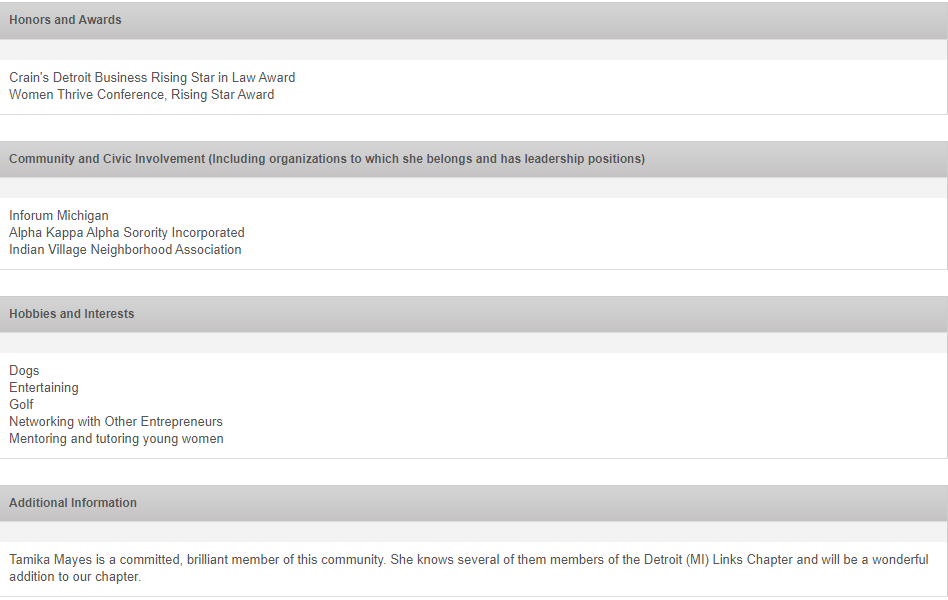 Honors and Awards
Crain's Detroit Business Rising Star in Law Award
Women Thrive Conference, Rising Star Award
Community and Civic Involvement (Including organizations to which she belongs and has leadership positions)
Inforum Michigan
Alpha Kappa Alpha Sorority Incorporated
Indian Village Neighborhood Association
Hobbies and Interests
Dogs
Entertaining
Golf
Networking with Other Entrepreneurs
Mentoring and tutoring young women
Additional Information
Tamika Mayes is a committed, brilliant member of this community. She knows several of them members of the Detroit (MI) Links Chapter and will be a wonderful
addition to our chapter.